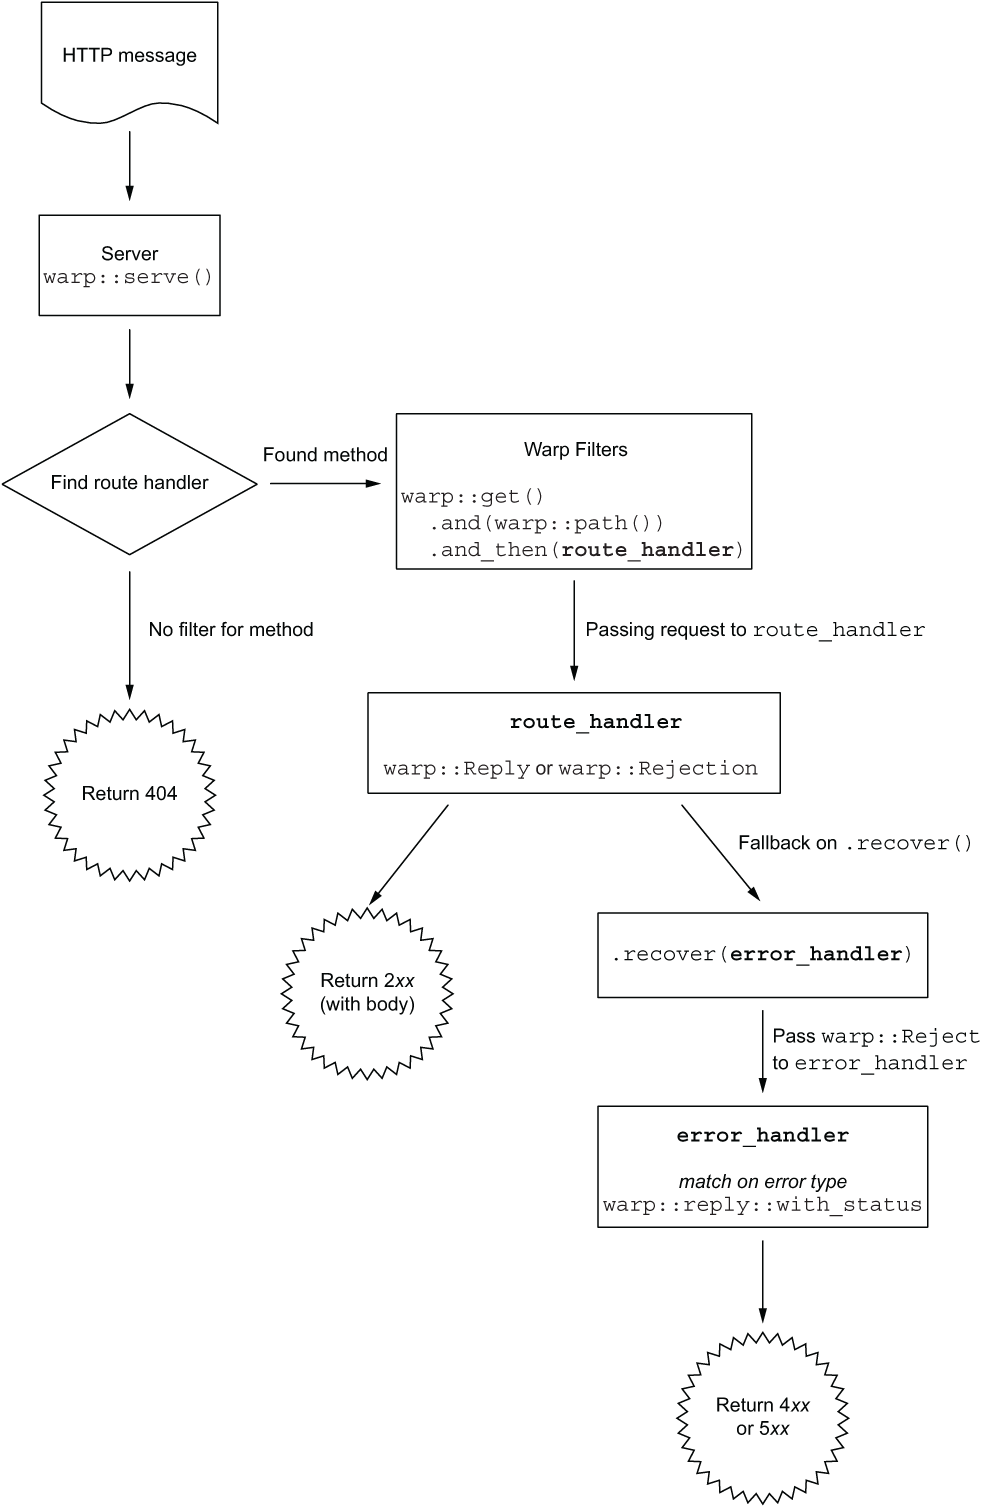 HTTP message
Server
warp::serve()
Find route handler
Found method
Warp Filters
warp::get()
.and(warp::path())
.and_then(route_handler)
No filter for method
Passing request to route_handler
Return 404
route_handler
warp::Reply or warp::Rejection
Fallback on .recover()
Return 2xx
(with body)
.recover(error_handler)
Pass warp::Reject
to error_handler
error_handler
match on error type
warp::reply::with_status
Return 4xx
or 5xx